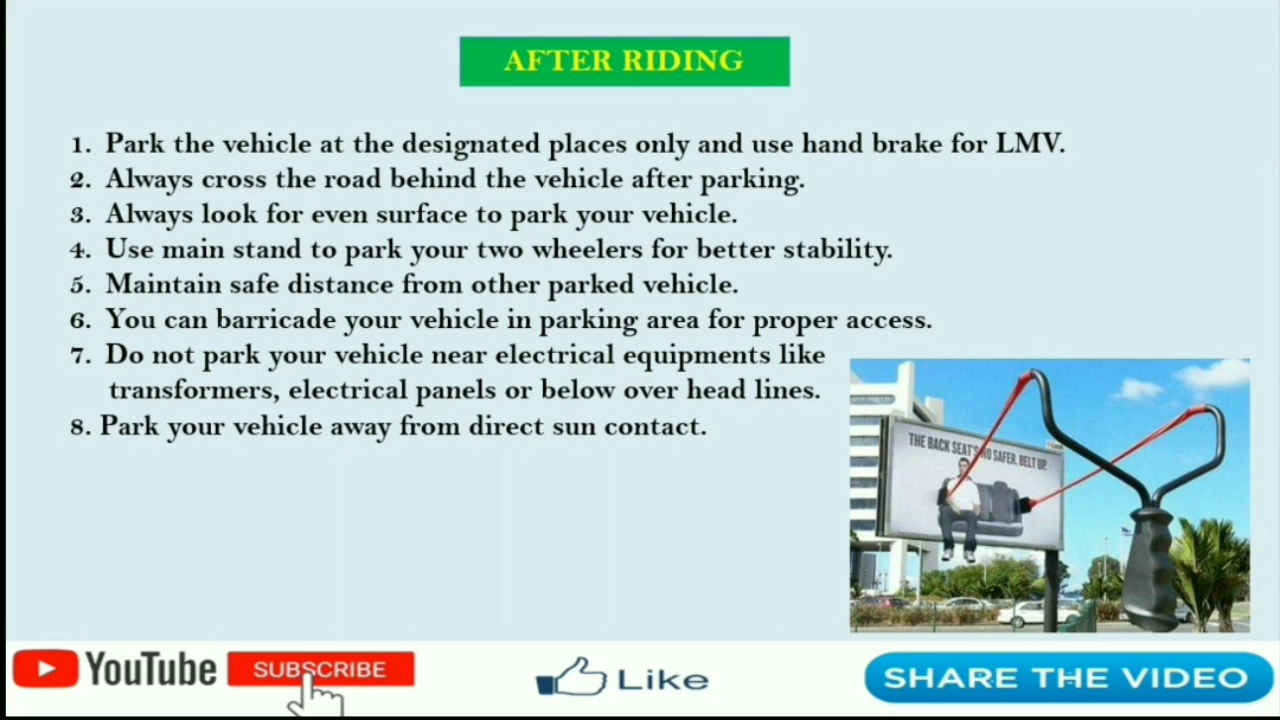 AFTER RIDING
1. Park the vehicle at the designated places only and use hand brake for LMV.
2. Always cross the road behind the vehicle after parking.
3. Always look for even surface to park your vehicle.
4. Use main stand to park your two wheelers for better stability.
5. Maintain safe distance from other parked vehicle.
6. You can barricade your vehicle in parking area for proper access.
7. Do not park your vehicle near electrical equipments like
transformers, electrical panels or below over head lines.
8. Park your vehicle away from direct sun contact.
THE BACK SEAT'S NO SAFER. BELT UP.
YouTube SUBSCRIBE Like SHARE THE VIDEO